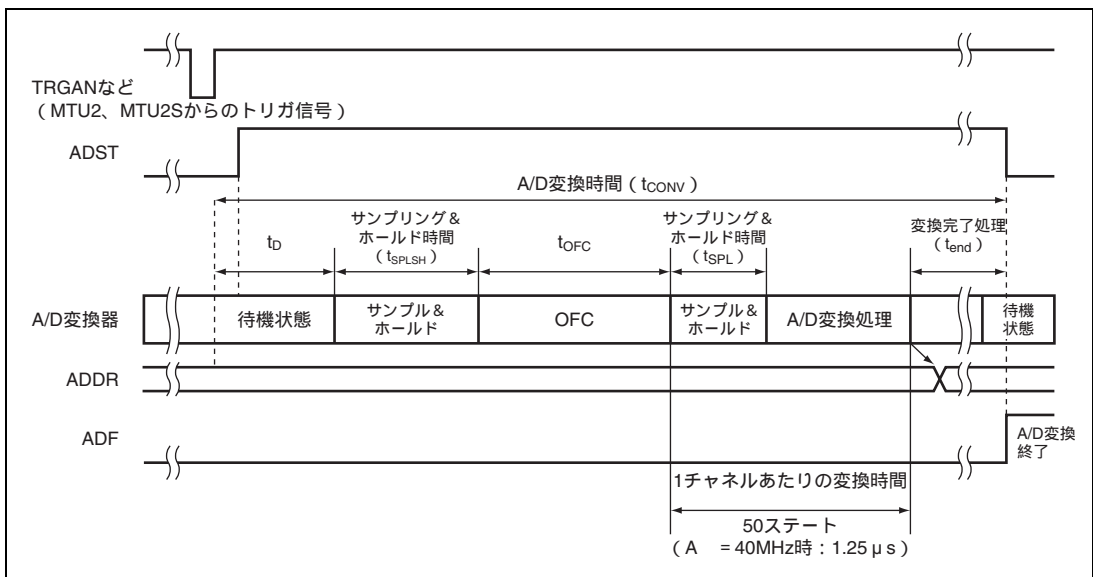 TRGANなど
(MTU2、MTU2Sからのトリガ信号)
ADST
A/D変換時間(tCONV)
tD
サンプリング&
ホールド時間
(tSPLSH)
tOFC
サンプリング&
ホールド時間
(tSPL)
変換完了処理
(tend)
A/D変換器
待機状態
サンプル&
ホールド
OFC
サンプル&
ホールド
A/D変換処理
待機
状態
ADDR
ADF
A/D変換
終了
1チャネルあたりの変換時間
50ステート
(A =40MHz時:1.25μs)